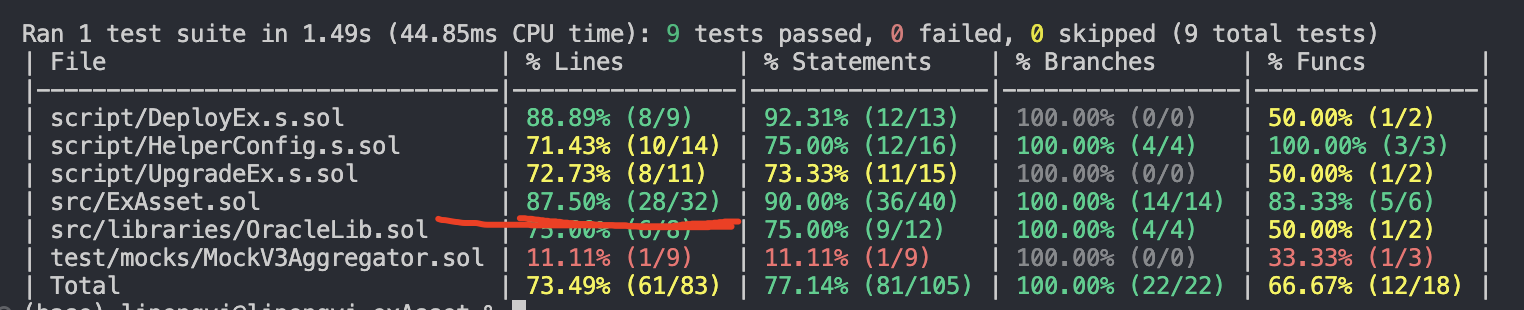 Ran 1 test suite in 1.49s (44.85ms CPU time): 9 tests passed, 0 failed, 0 skipped (9 total tests)
| File | % Lines | % Statements | % Branches | % Funcs |
|----------------------------------|----------------|-----------------|-----------------|----------------|
| script/DeployEx.s.sol | 88.89% (8/9) | 92.31% (12/13) | 100.00% (0/0) | 50.00% (1/2) |
| script/HelperConfig.s.sol | 71.43% (10/14) | 75.00% (12/16) | 100.00% (4/4) | 100.00% (3/3) |
| script/UpgradeEx.s.sol | 72.73% (8/11) | 73.33% (11/15) | 100.00% (0/0) | 50.00% (1/2) |
| src/ExAsset.sol | 87.50% (28/32) | 90.00% (36/40) | 100.00% (14/14) | 83.33% (5/6) |
| src/libraries/OracleLib.sol | 75.00% (6/8) | 75.00% (9/12) | 100.00% (4/4) | 50.00% (1/2) |
| test/mocks/MockV3Aggregator.sol | 11.11% (1/9) | 11.11% (1/9) | 100.00% (0/0) | 33.33% (1/3) |
| Total | 73.49% (61/83) | 77.14% (81/105) | 100.00% (22/22) | 66.67% (12/18) |